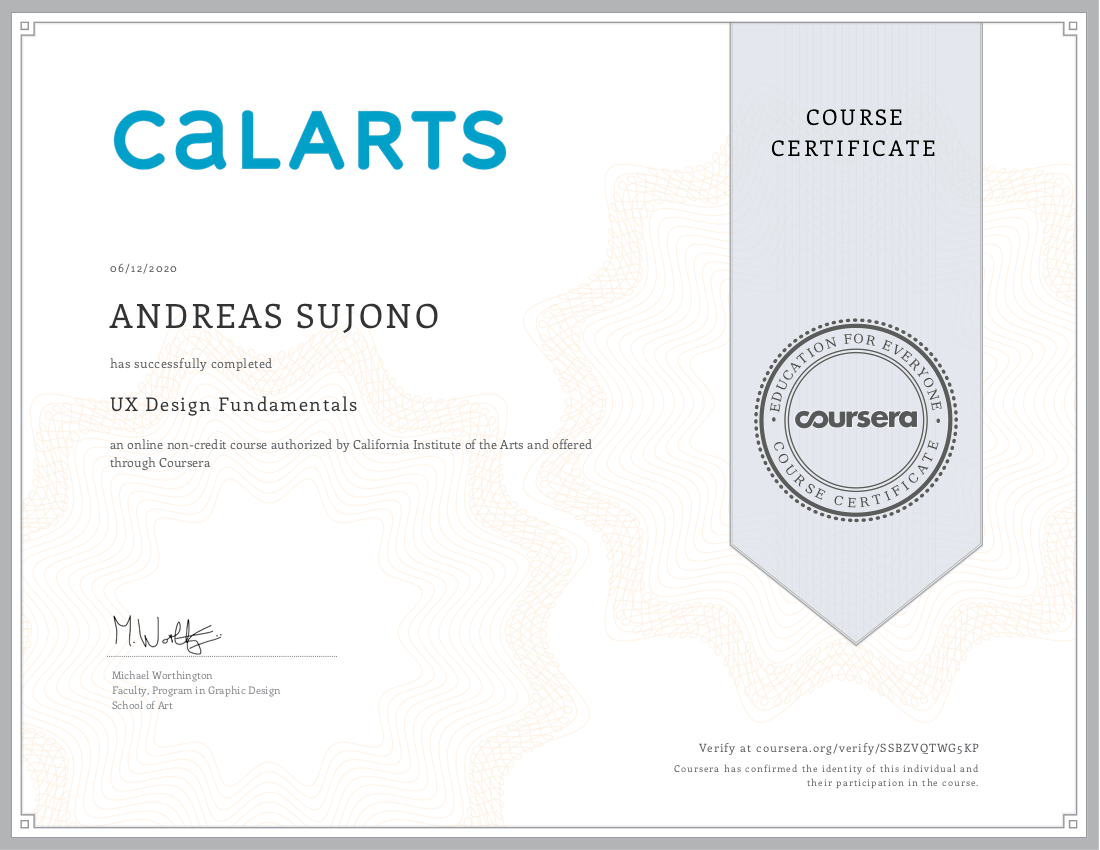 CalARTS
COURSE
CERTIFICATE
06/12/2020
ANDREAS SUJONO
has successfully completed
UX Design Fundamentals
an online non-credit course authorized by California Institute of the Arts and offered
through Coursera
EDUCATION FOR EVERYONE
coursera
COURSE CERTIFICATE
M. Wo
Michael Worthington
Faculty, Program in Graphic Design
School of Art
Verify at coursera.org/verify/SSBZVQTWG5KP
Coursera has confirmed the identity of this individual and
their participation in the course.